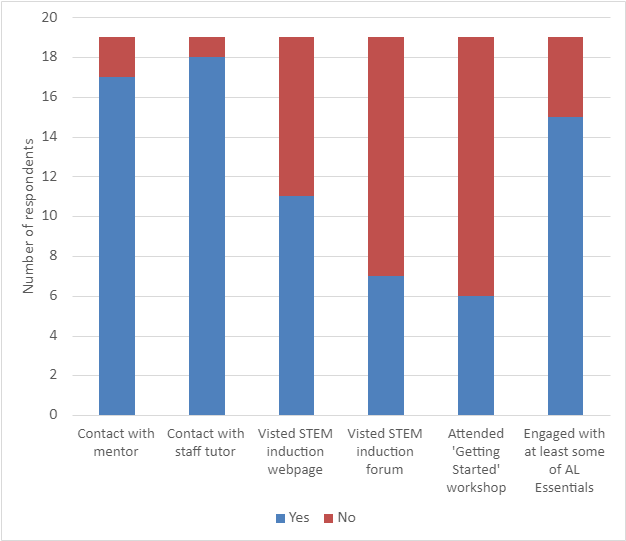 20
18
16
14
12
10
8
6
4
2
0
Number of respondents
Contact with
mentor
Contact with
staff tutor
Visted STEM
induction
webpage
Visted STEM
induction
forum
Attended
'Getting
Started'
workshop
Engaged with
at least some
of AL
Essentials
Yes
No